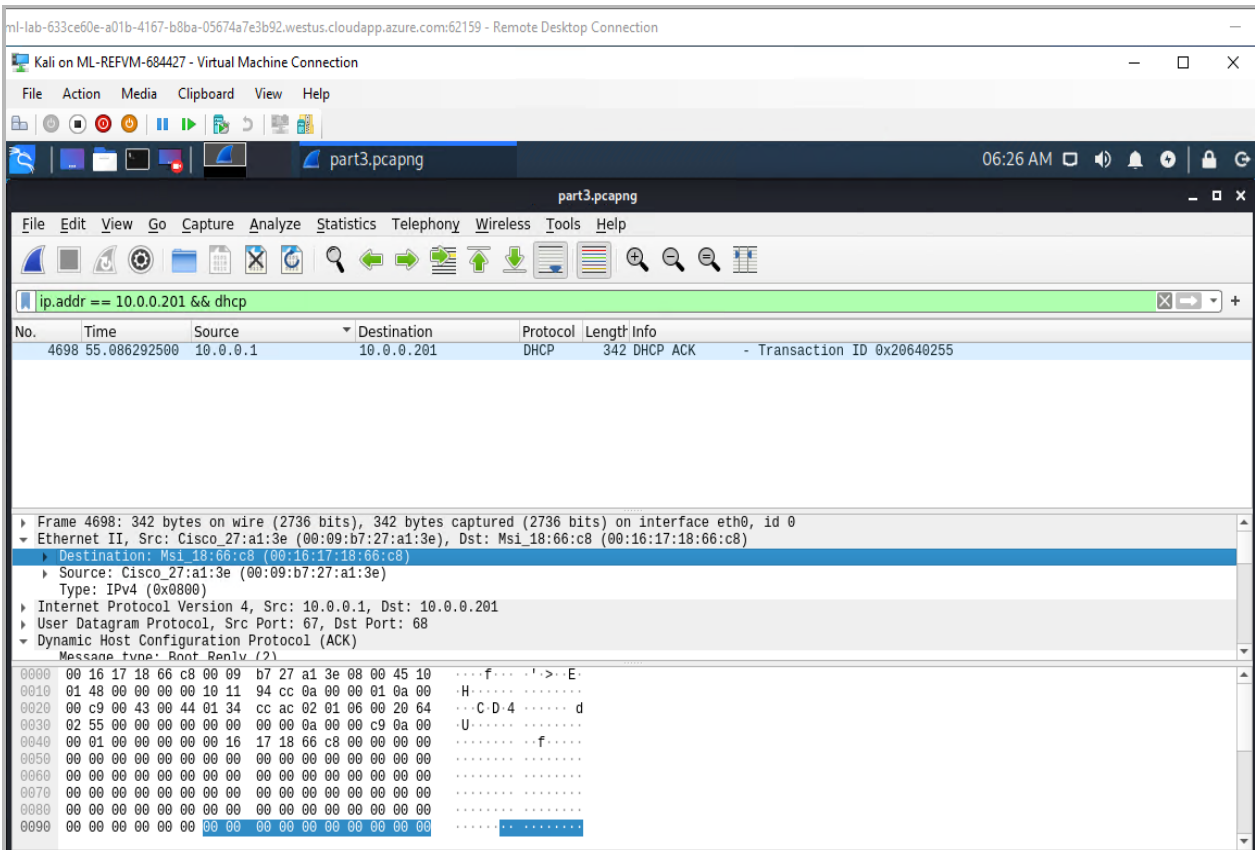 ml-lab-633ce60e-a01b-4167-b8ba-05674a7e3b92.westus.cloudapp.azure.com:62159 - Remote Desktop Connection
Kali on ML-REFVM-684427 - Virtual Machine Connection
File Action Media Clipboard View Help
part3.pcapng 06:26 AM
part3.pcapng
File Edit View Go Capture Analyze Statistics Telephony Wireless Tools Help
ip.addr == 10.0.0.201 && dhcp
No. Time Source Destination Protocol Length Info
4698 55.086292500 10.0.0.1 10.0.0.201 DHCP 342 DHCP ACK - Transaction ID 0x20640255
Frame 4698: 342 bytes on wire (2736 bits), 342 bytes captured (2736 bits) on interface eth0, id 0
Ethernet II, Src: Cisco_27:a1:3e (00:09:b7:27:a1:3e), Dst: Msi_18:66:c8 (00:16:17:18:66:c8)
Destination: Msi_18:66:c8 (00:16:17:18:66:c8)
Source: Cisco_27:a1:3e (00:09:b7:27:a1:3e)
Type: IPv4 (0x0800)
Internet Protocol Version 4, Src: 10.0.0.1, Dst: 10.0.0.201
User Datagram Protocol, Src Port: 67, Dst Port: 68
Dynamic Host Configuration Protocol (ACK)
Message type: Boot Reply (2)
0000 00 16 17 18 66 c8 00 09 b7 27 a1 3e 08 00 45 10 ····f··· ·'·>··E·
0010 01 48 00 00 00 00 10 11 94 cc 0a 00 00 01 0a 00 ·H······ ········
0020 00 c9 00 43 00 44 01 34 cc ac 02 01 06 00 20 64 ···C·D·4 ······ d
0030 02 55 00 00 00 00 00 00 00 00 0a 00 00 c9 0a 00 ·U······ ········
0040 00 01 00 00 00 00 00 16 17 18 66 c8 00 00 00 00 ········ ··f·····
0050 00 00 00 00 00 00 00 00 00 00 00 00 00 00 00 00 ········ ········
0060 00 00 00 00 00 00 00 00 00 00 00 00 00 00 00 00 ········ ········
0070 00 00 00 00 00 00 00 00 00 00 00 00 00 00 00 00 ········ ········
0080 00 00 00 00 00 00 00 00 00 00 00 00 00 00 00 00 ········ ········
0090 00 00 00 00 00 00 00 00 00 00 00 00 00 00 00 00 ········ ········